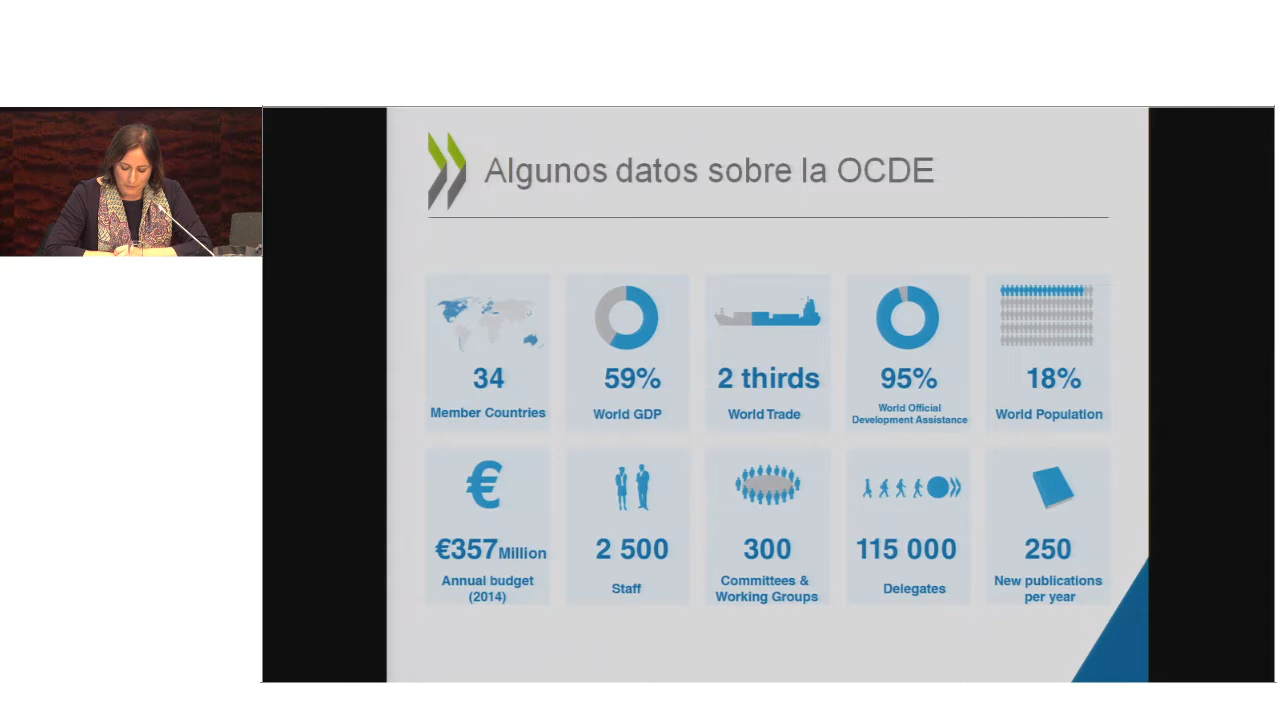 Algunos datos sobre la OCDE
34
Member Countries
59%
World GDP
2 thirds
World Trade
95%
World Official
Development Assistance
18%
World Population
€
€357 Million
Annual budget
(2014)
2 500
Staff
300
Committees &
Working Groups
115 000
Delegates
250
New publications
per year